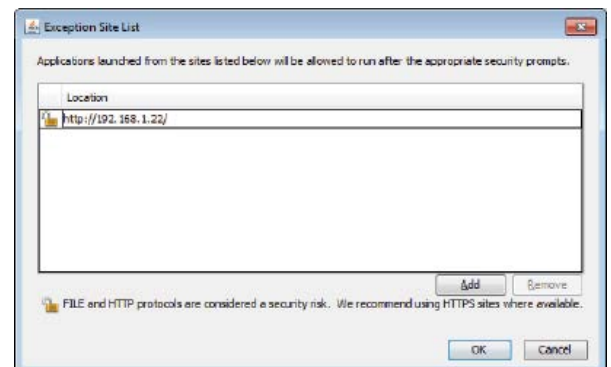 Exception Site List
Applications launched from the sites listed below will be allowed to run after the appropriate security prompts.
Location
http://192.168.1.22/
Add Remove
FILE and HTTP protocols are considered a security risk. We recommend using HTTPS sites where available.
OK Cancel